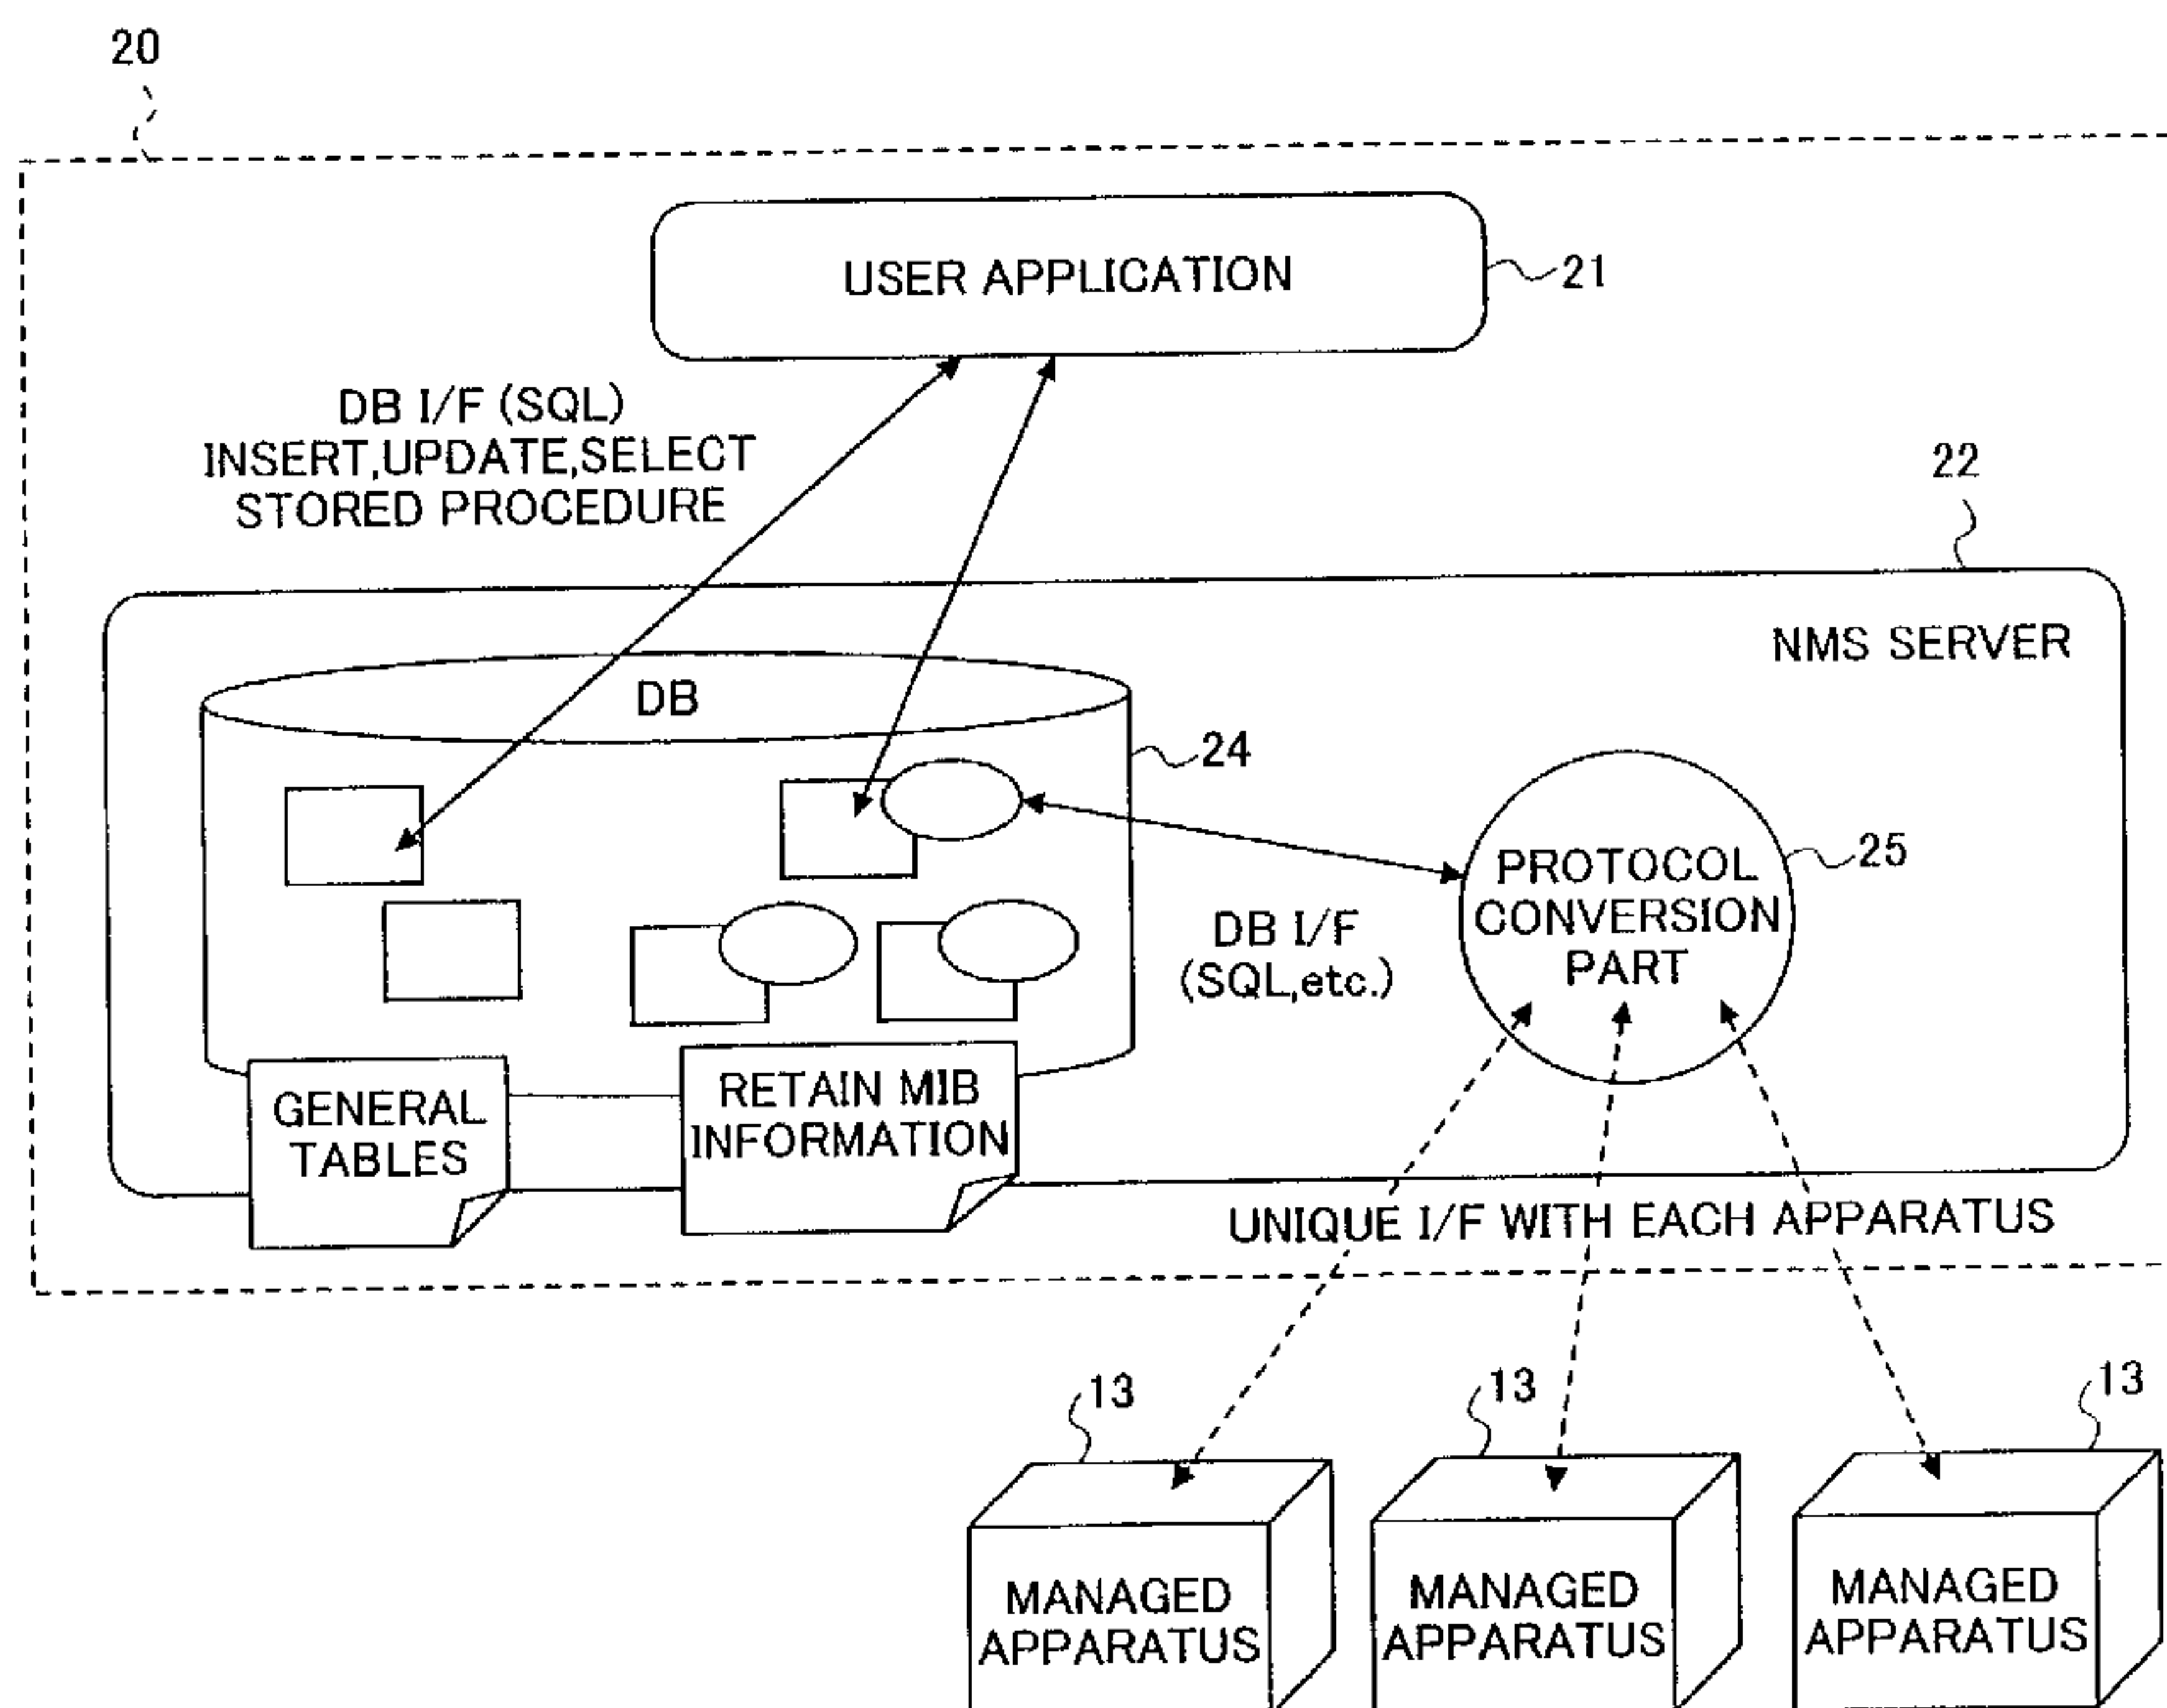 20
USER APPLICATION
21
DB I/F (SQL)
INSERT,UPDATE,SELECT
STORED PROCEDURE
22
NMS SERVER
DB
24
PROTOCOL
CONVERSION
PART
25
DB I/F
(SQL,etc.)
GENERAL
TABLES
RETAIN MIB
INFORMATION
UNIQUE I/F WITH EACH APPARATUS
13
13
13
MANAGED
APPARATUS
MANAGED
APPARATUS
MANAGED
APPARATUS